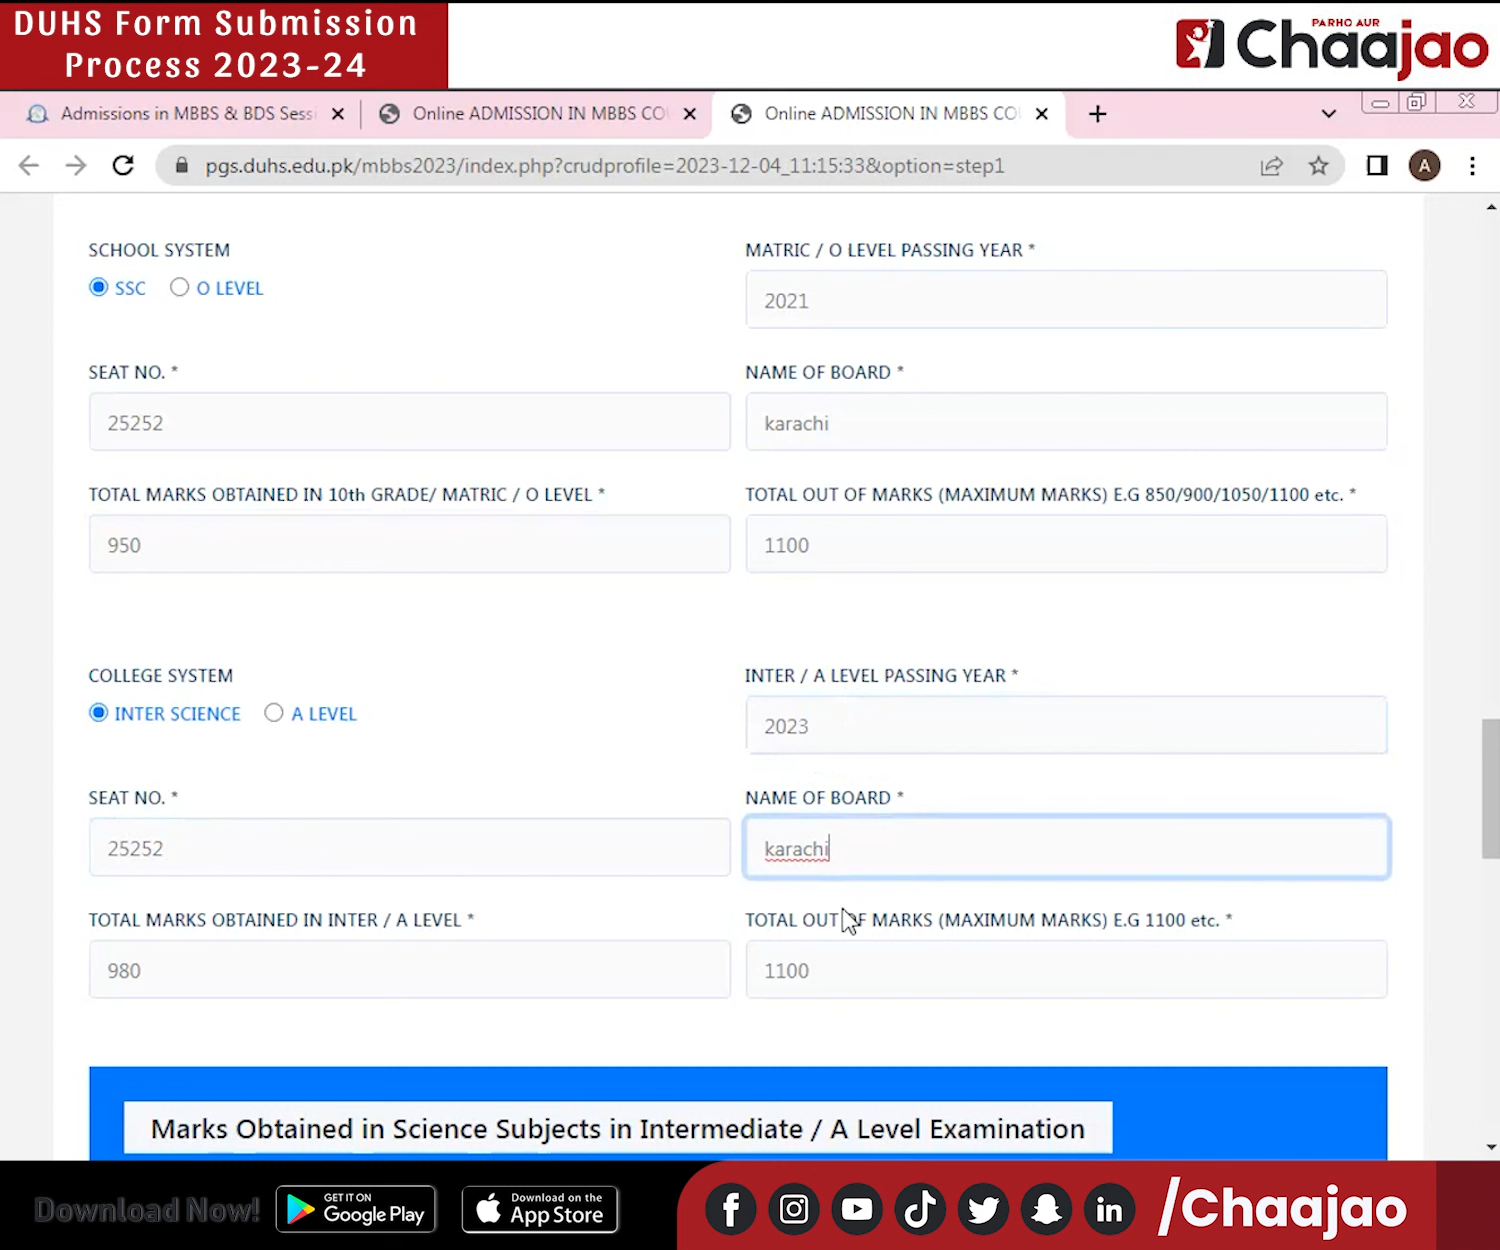 DUHS Form Submission
Process 2023-24
PARHO AUR
Chaajao
Admissions in MBBS & BDS Sessi
Online ADMISSION IN MBBS CO
Online ADMISSION IN MBBS CO
pgs.duhs.edu.pk/mbbs2023/index.php?crudprofile=2023-12-04_11:15:33&option=step1
A
SCHOOL SYSTEM
MATRIC / O LEVEL PASSING YEAR *
SSC O LEVEL
2021
SEAT NO. *
NAME OF BOARD *
25252
karachi
TOTAL MARKS OBTAINED IN 10th GRADE/ MATRIC / O LEVEL *
TOTAL OUT OF MARKS (MAXIMUM MARKS) E.G 850/900/1050/1100 etc. *
950
1100
COLLEGE SYSTEM
INTER / A LEVEL PASSING YEAR *
INTER SCIENCE A LEVEL
2023
SEAT NO. *
NAME OF BOARD *
25252
karachi
TOTAL MARKS OBTAINED IN INTER / A LEVEL *
TOTAL OUT OF MARKS (MAXIMUM MARKS) E.G 1100 etc. *
980
1100
Marks Obtained in Science Subjects in Intermediate / A Level Examination
Download Now!
GET IT ON
Google Play
Download on the
App Store
/Chaajao